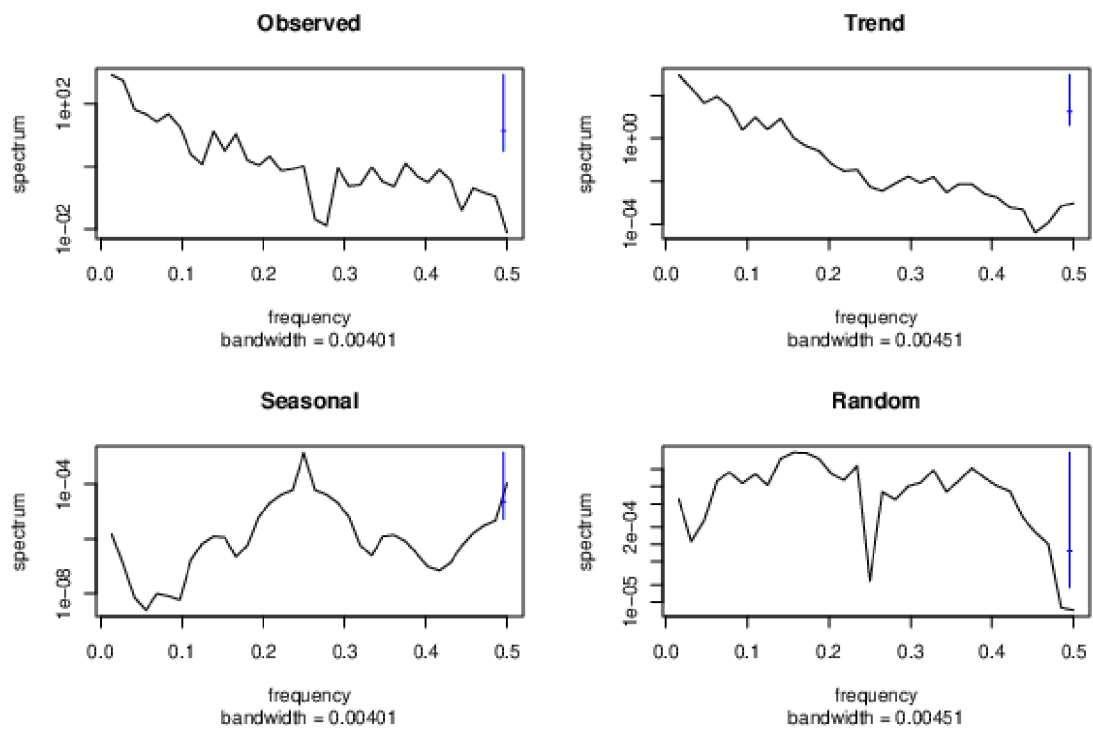 Observed
spectrum
1e-02
1e+02
0.0 0.1 0.2 0.3 0.4 0.5
frequency
bandwidth = 0.00401
Trend
spectrum
1e-04
1e+00
0.0 0.1 0.2 0.3 0.4 0.5
frequency
bandwidth = 0.00451
Seasonal
spectrum
1e-08
1e-04
0.0 0.1 0.2 0.3 0.4 0.5
frequency
bandwidth = 0.00401
Random
spectrum
1e-05
2e-04
0.0 0.1 0.2 0.3 0.4 0.5
frequency
bandwidth = 0.00451